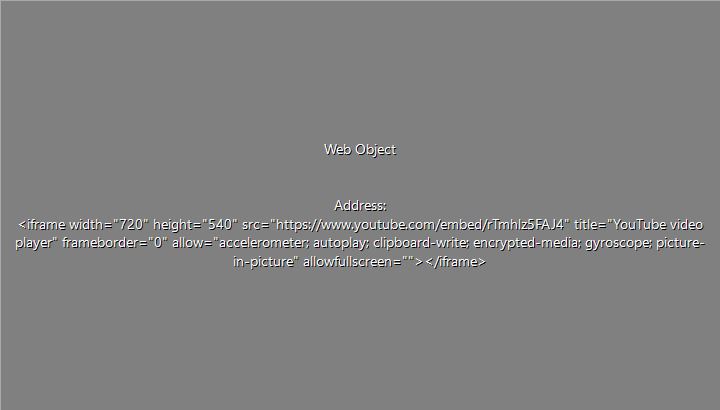 Web Object
Address:
<iframe width="720" height="540" src="https://www.youtube.com/embed/rTmhlz5FAJ4" title="YouTube video
player" frameborder="0" allow="accelerometer; autoplay; clipboard-write; encrypted-media; gyroscope; picture-
in-picture" allowfullscreen=""></iframe>